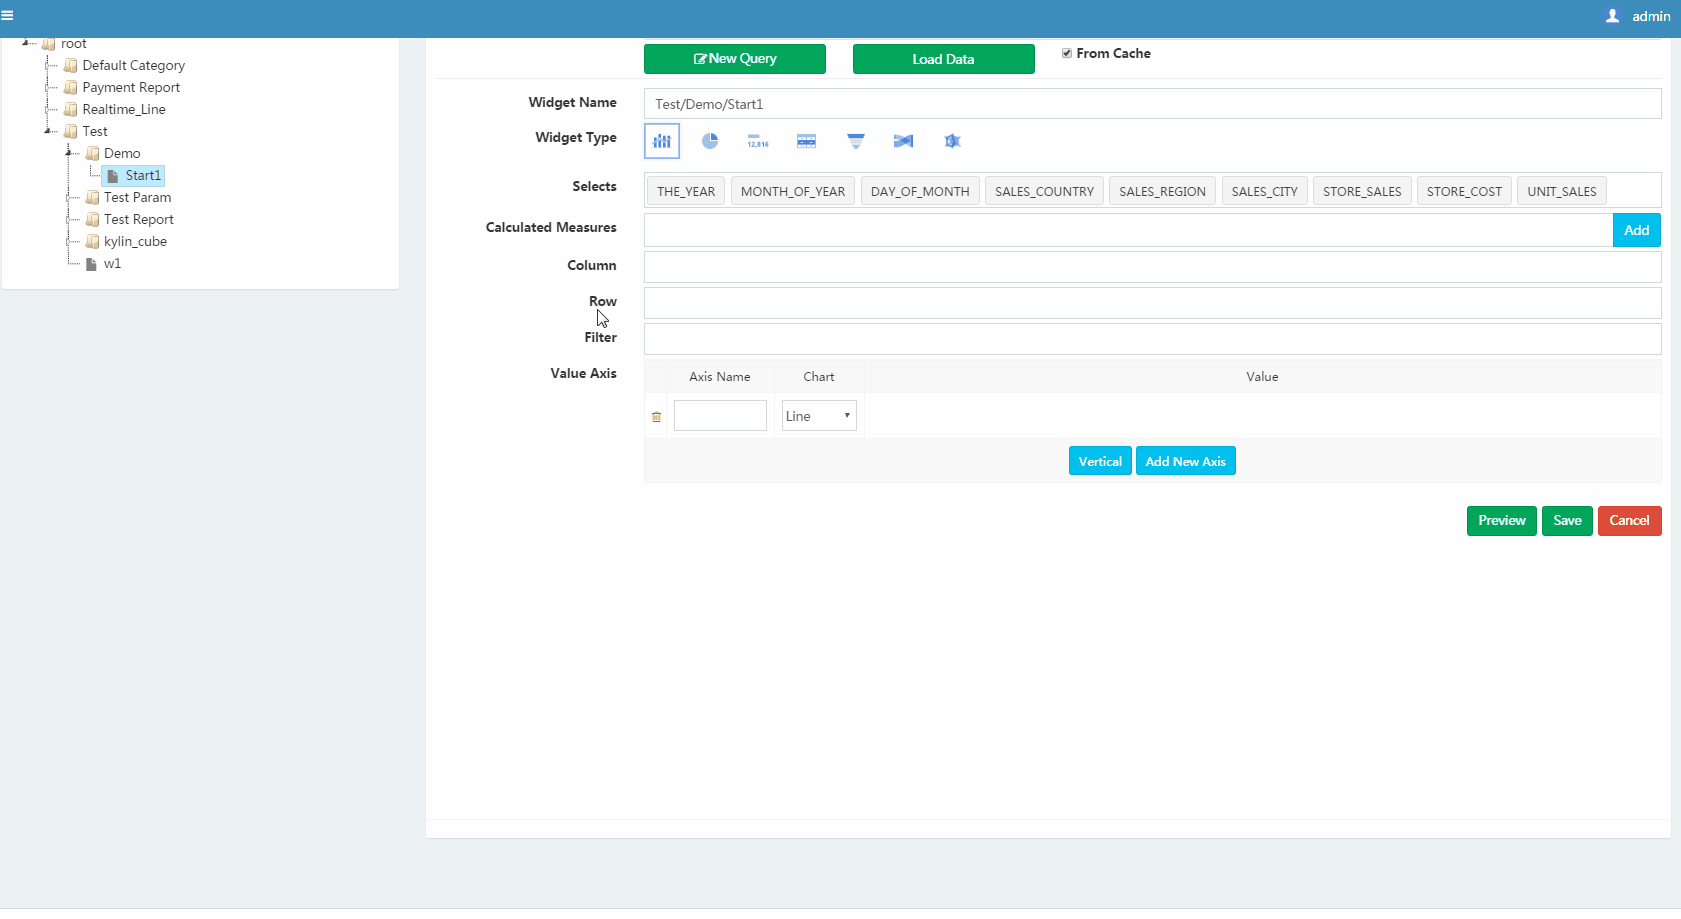 admin
root
Default Category
Payment Report
Realtime_Line
Test
Demo
Start1
Test Param
Test Report
kylin_cube
w1
New Query Load Data From Cache
Widget Name Test/Demo/Start1
Widget Type 12,816
Selects THE_YEAR MONTH_OF_YEAR DAY_OF_MONTH SALES_COUNTRY SALES_REGION SALES_CITY STORE_SALES STORE_COST UNIT_SALES
Calculated Measures Add
Column
Row
Filter
Value Axis Axis Name Chart Value
Line
Vertical Add New Axis
Preview Save Cancel